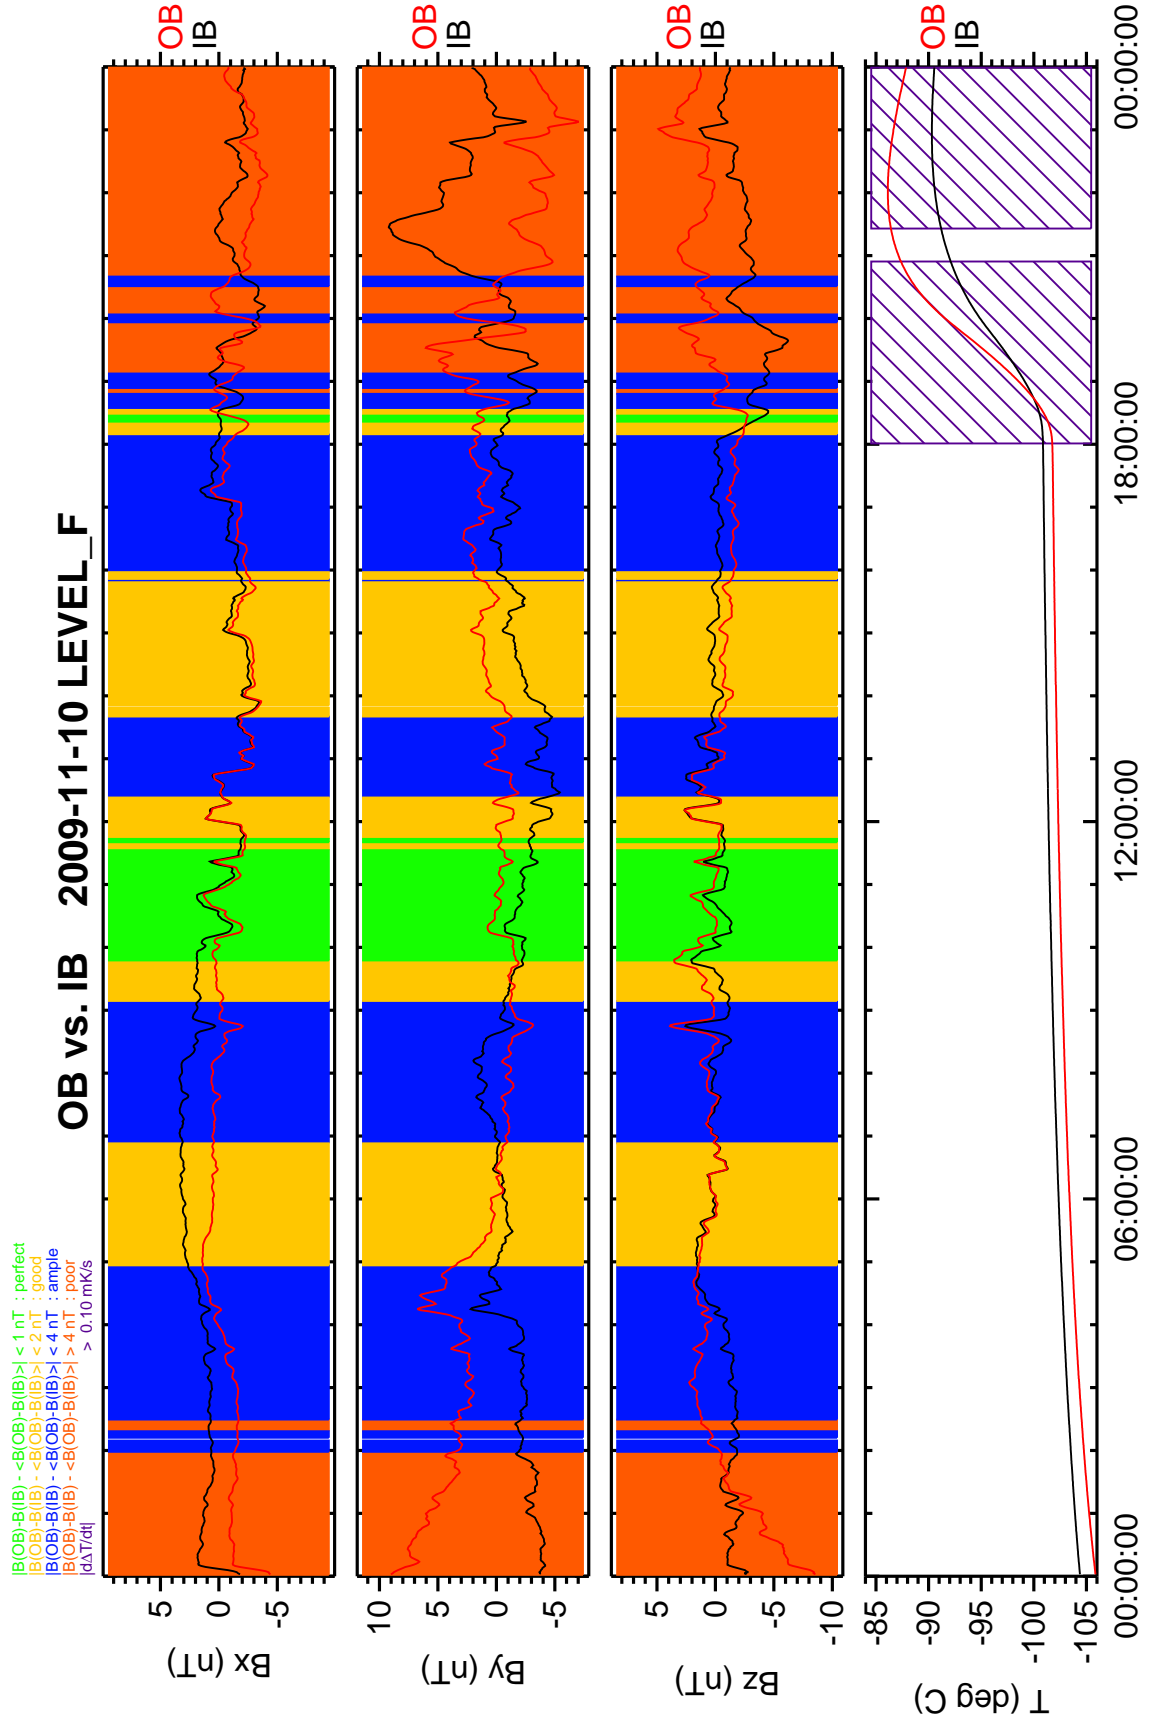 OB vs. IB 2009-11-10 LEVEL_F
|B(OB)-B(IB) - <B(OB)-B(IB)>| < 1 nT : perfect
|B(OB)-B(IB) - <B(OB)-B(IB)>| < 2 nT : good
|B(OB)-B(IB) - <B(OB)-B(IB)>| < 4 nT : ample
|B(OB)-B(IB) - <B(OB)-B(IB)>| > 4 nT : poor
|dΔT/dt| > 0.10 mK/s
Bx (nT)
5
0
-5
OB
IB
By (nT)
10
5
0
-5
OB
IB
Bz (nT)
5
0
-5
-10
OB
IB
T (deg C)
-85
-90
-95
-100
-105
OB
IB
00:00:00
06:00:00
12:00:00
18:00:00
00:00:00